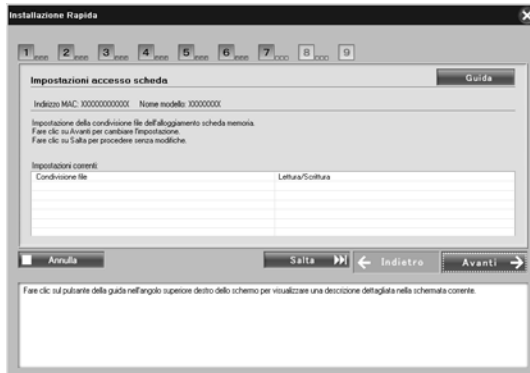 Installazione Rapida
1 2 3 4 5 6 7 8 9
Impostazioni accesso scheda
Guida
Indirizzo MAC: XXXXXXXXXXXX Nome modello: XXXXXXXX
Impostazione della condivisione file dell'alloggiamento scheda memoria.
Fare clic su Avanti per cambiare l'impostazione.
Fare clic su Salta per procedere senza modifiche.
Impostazioni correnti:
Condivisione file Lettura/Scrittura
Annulla Salta Indietro Avanti
Fare clic sul pulsante della guida nell'angolo superiore destro dello schermo per visualizzare una descrizione dettagliata nella schermata corrente.